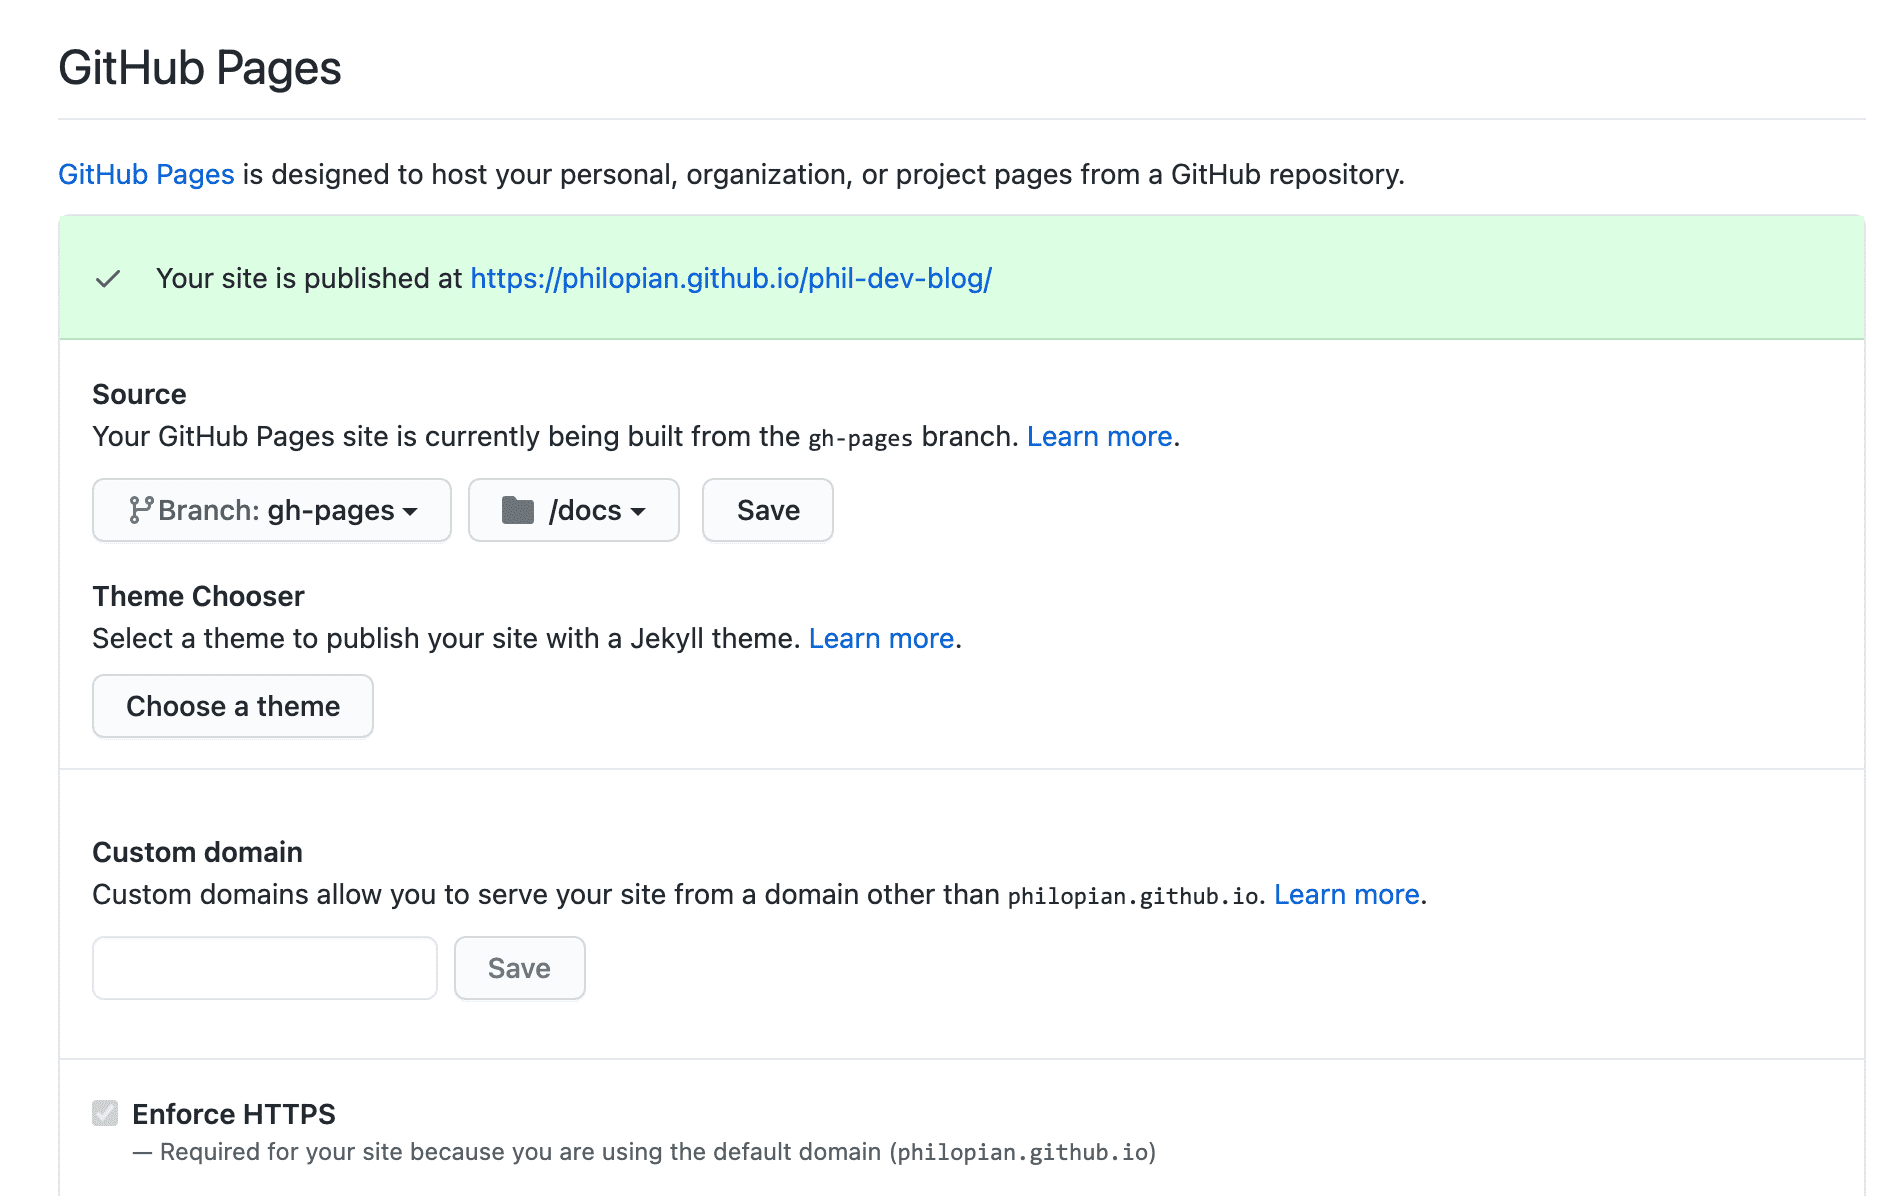 GitHub Pages
GitHub Pages is designed to host your personal, organization, or project pages from a GitHub repository.
Your site is published at https://philopian.github.io/phil-dev-blog/
Source
Your GitHub Pages site is currently being built from the gh-pages branch. Learn more.
Branch: gh-pages /docs Save
Theme Chooser
Select a theme to publish your site with a Jekyll theme. Learn more.
Choose a theme
Custom domain
Custom domains allow you to serve your site from a domain other than philopian.github.io. Learn more.
Save
Enforce HTTPS
— Required for your site because you are using the default domain (philopian.github.io)